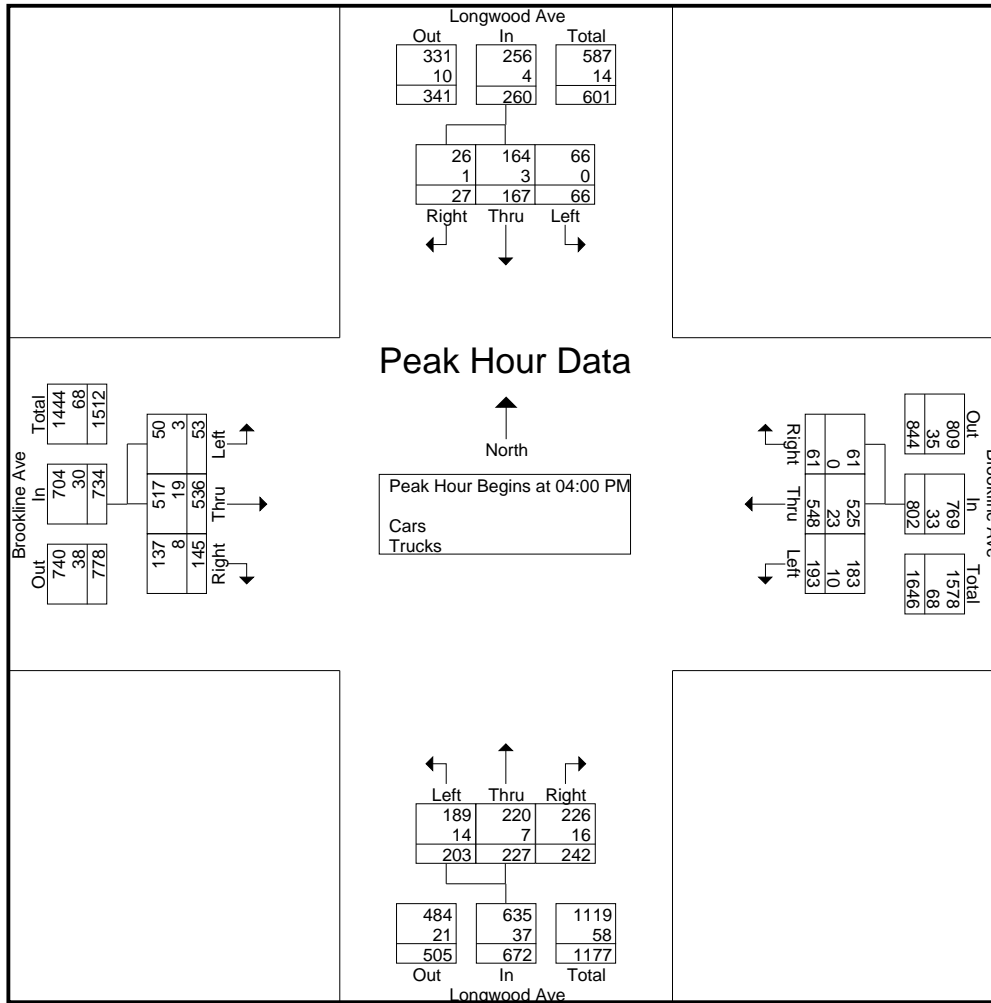 Longwood Ave
Out In Total
331 256 587
10 4 14
341 260 601
26 164 66
1 3 0
27 167 66
Right Thru Left
Peak Hour Data
North
Peak Hour Begins at 04:00 PM
Cars
Trucks
Brookline Ave
Total In Out
1444 704 740
68 30 38
1512 734 778
50 517 137
3 19 8
53 536 145
Left Thru Right
Brookline Ave
Out In Total
809 769 1578
35 33 68
844 802 1646
61 525 183
0 23 10
61 548 193
Right Thru Left
Left Thru Right
189 220 226
14 7 16
203 227 242
484 635 1119
21 37 58
505 672 1177
Out In Total
Longwood Ave